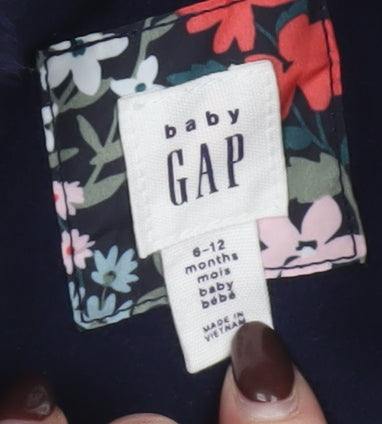 baby
GAP
6-12
months
mois
baby
bébé
MADE IN
VIETNAM